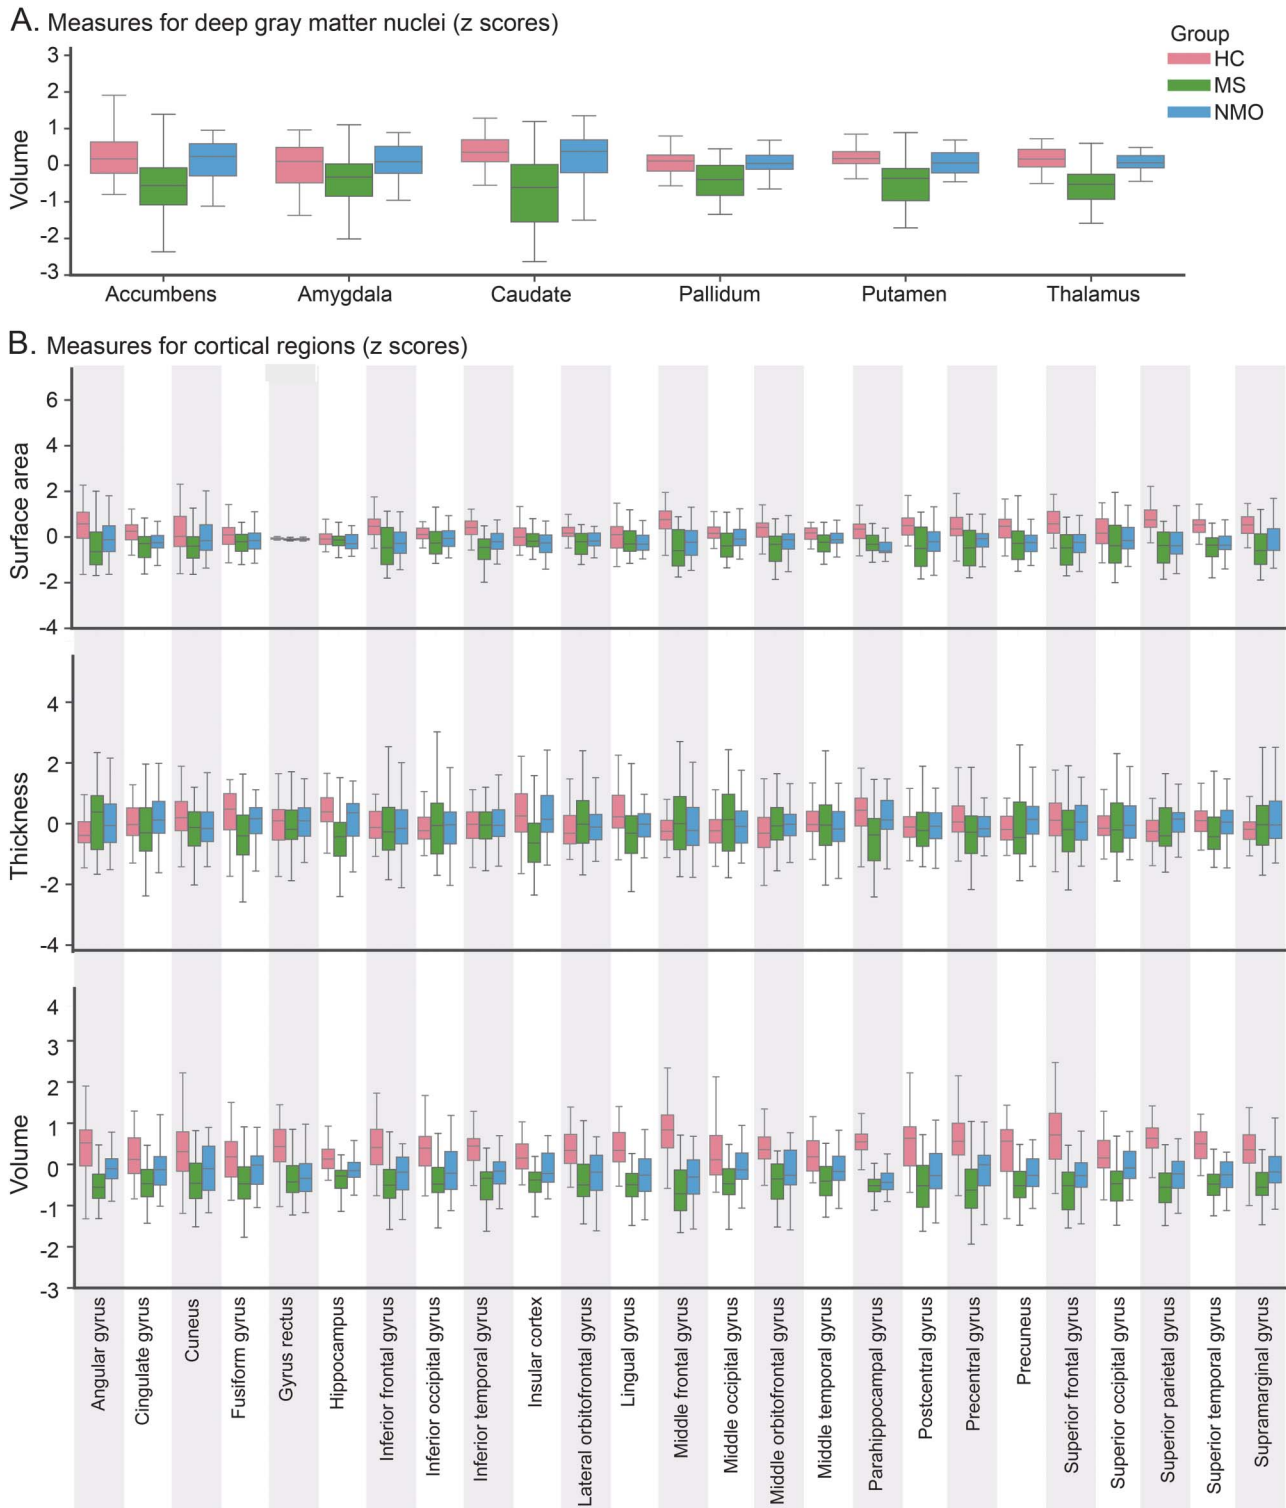 A. Measures for deep gray matter nuclei (z scores)
Group
HC
MS
NMO
Volume
3
2
1
0
-1
-2
-3
Accumbens Amygdala Caudate Pallidum Putamen Thalamus
B. Measures for cortical regions (z scores)
Surface area
6
4
2
0
-2
-4
Thickness
4
2
0
-2
-4
Volume
4
3
2
1
0
-1
-2
-3
Angular gyrus
Cingulate gyrus
Cuneus
Fusiform gyrus
Gyrus rectus
Hippocampus
Inferior frontal gyrus
Inferior occipital gyrus
Inferior temporal gyrus
Insular cortex
Lateral orbitofrontal gyrus
Lingual gyrus
Middle frontal gyrus
Middle occipital gyrus
Middle orbitofrontal gyrus
Middle temporal gyrus
Parahippocampal gyrus
Postcentral gyrus
Precentral gyrus
Precuneus
Superior frontal gyrus
Superior occipital gyrus
Superior parietal gyrus
Superior temporal gyrus
Supramarginal gyrus